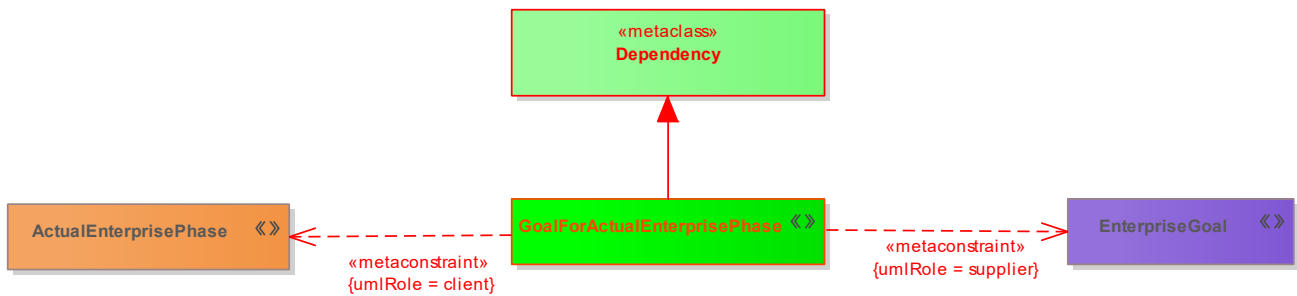 «metaclass»
Dependency
ActualEnterprisePhase «»
GoalForActualEnterprisePhase «»
EnterpriseGoal «»
«metaconstraint»
{umlRole = client}
«metaconstraint»
{umlRole = supplier}